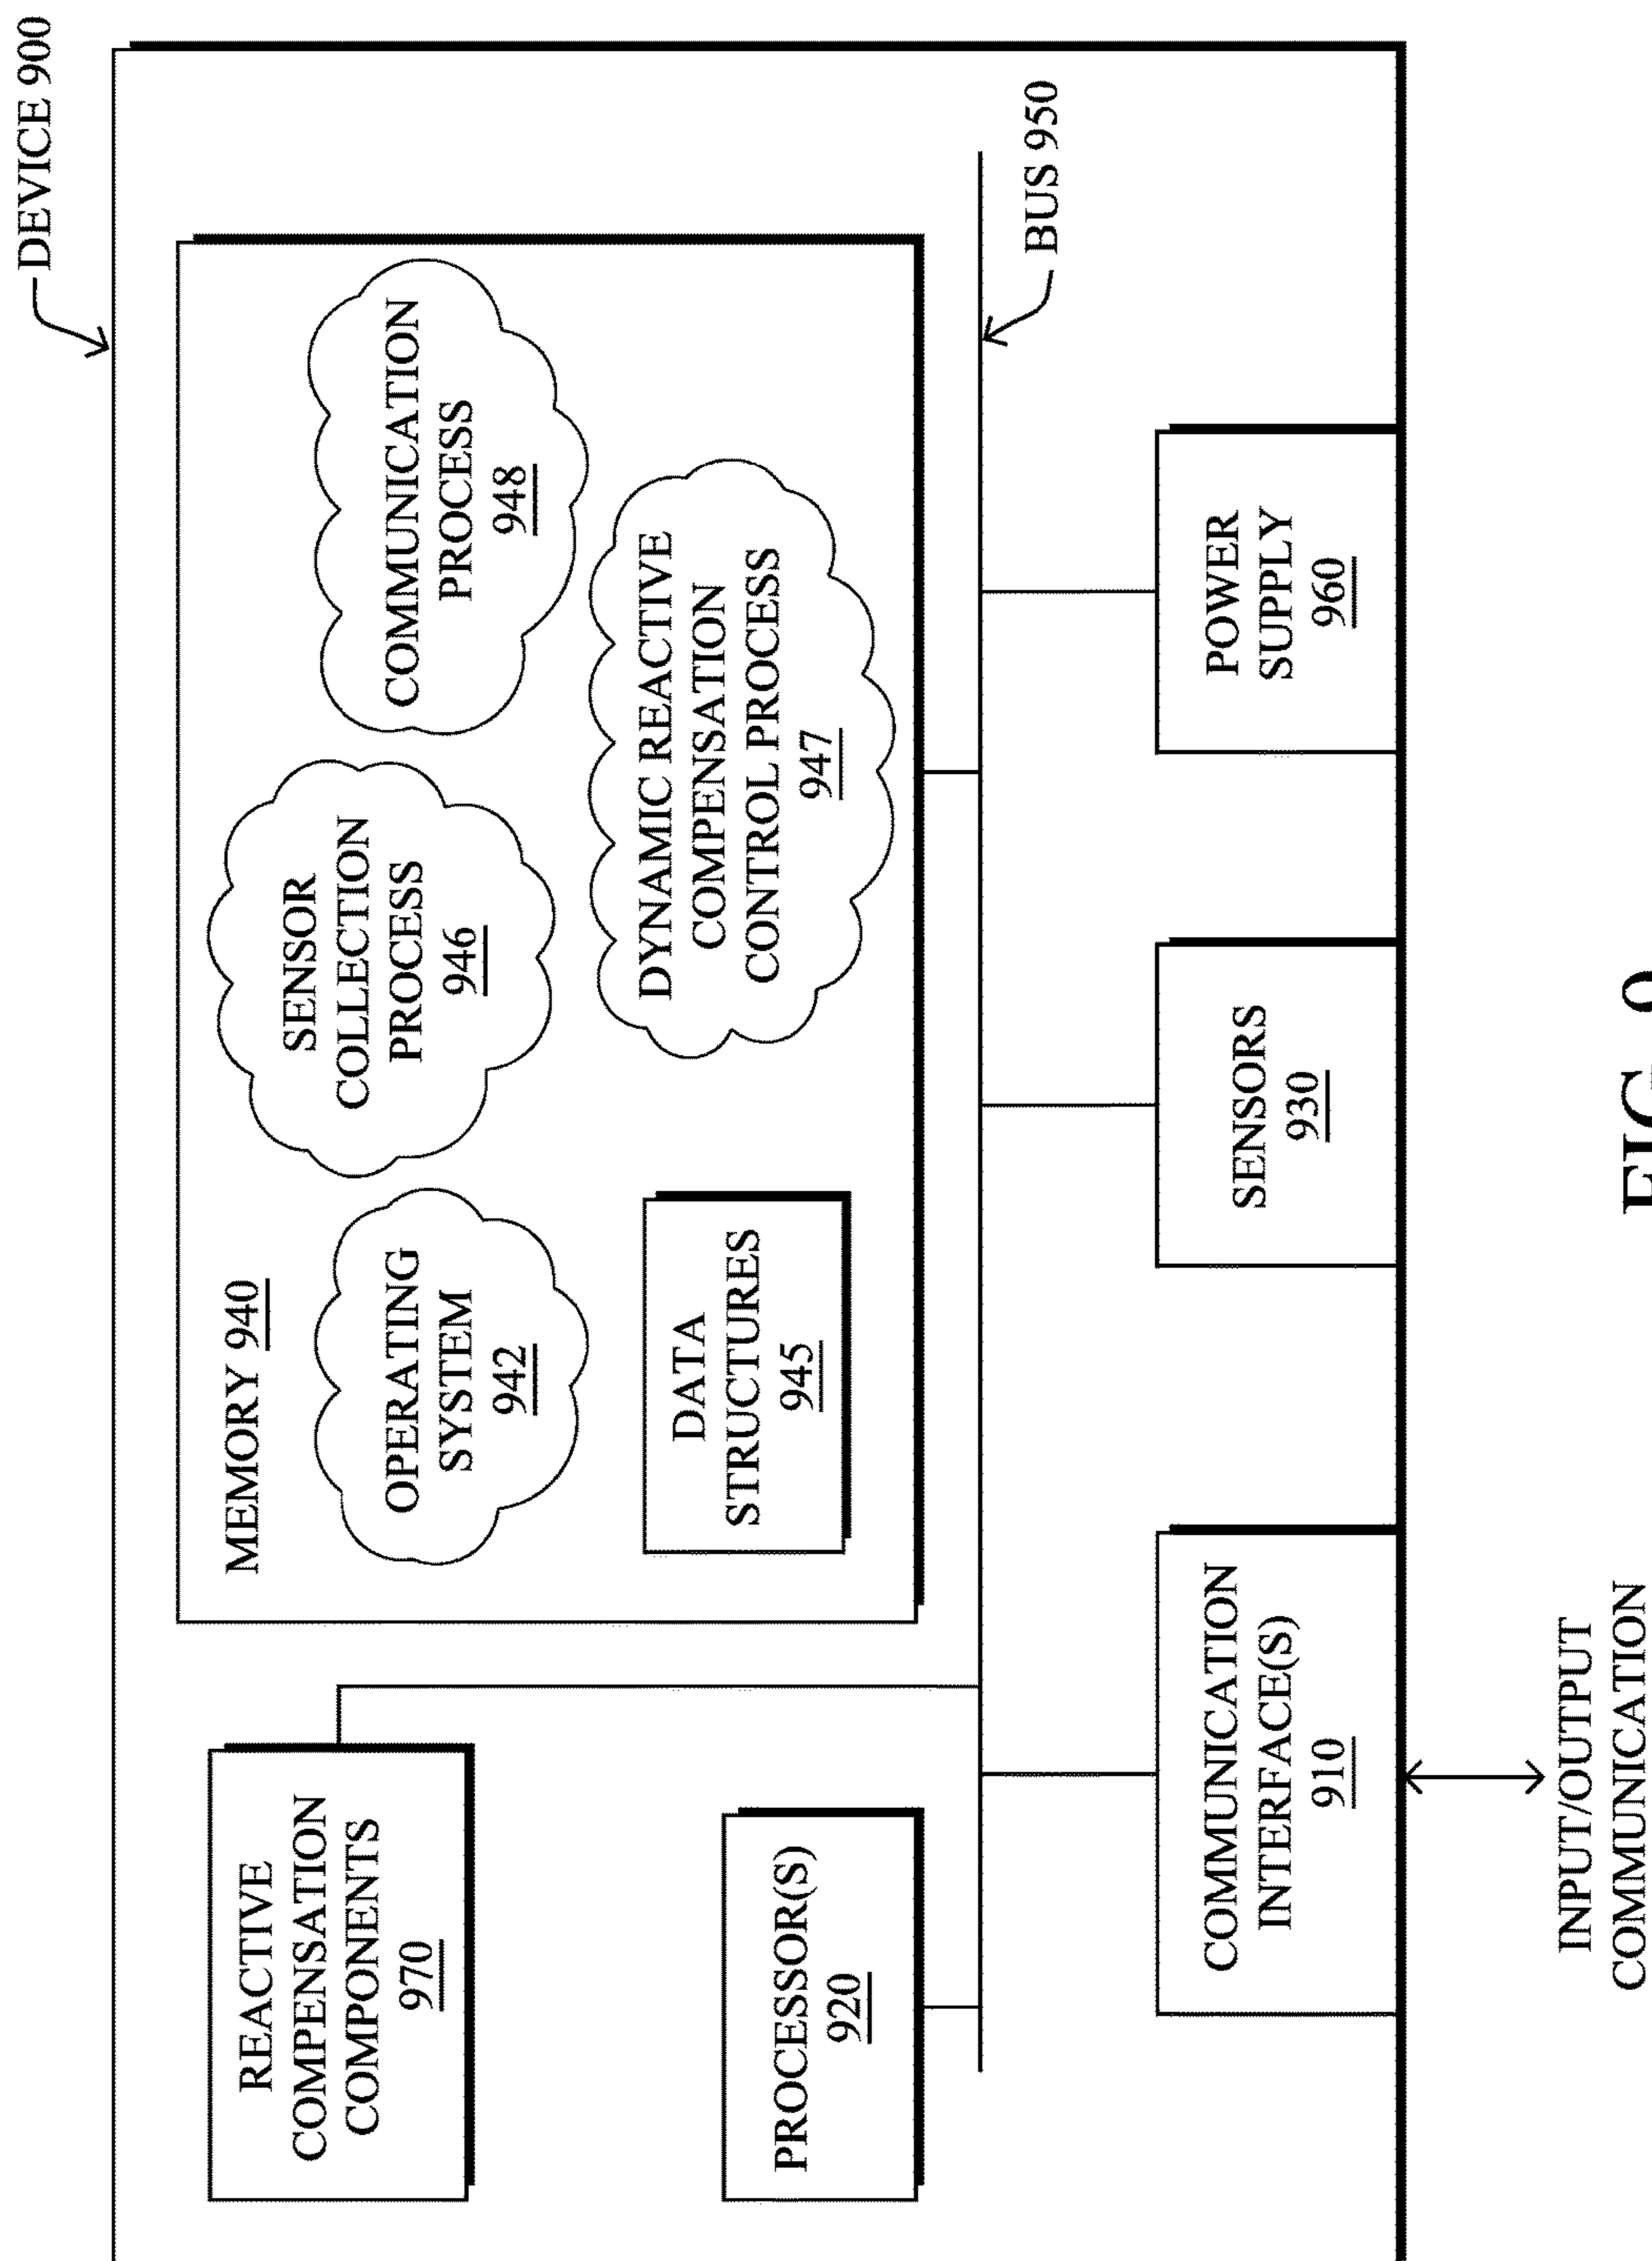 DEVICE 900
REACTIVE
COMPENSATION
COMPONENTS
970
MEMORY 940
OPERATING
SYSTEM
942
SENSOR
COLLECTION
PROCESS
946
COMMUNICATION
PROCESS
948
DATA
STRUCTURES
945
DYNAMIC REACTIVE
COMPENSATION
CONTROL PROCESS
947
PROCESSOR(S)
920
BUS 950
COMMUNICATION
INTERFACE(S)
910
SENSORS
930
POWER
SUPPLY
960
INPUT/OUTPUT
COMMUNICATION
FIG. 9